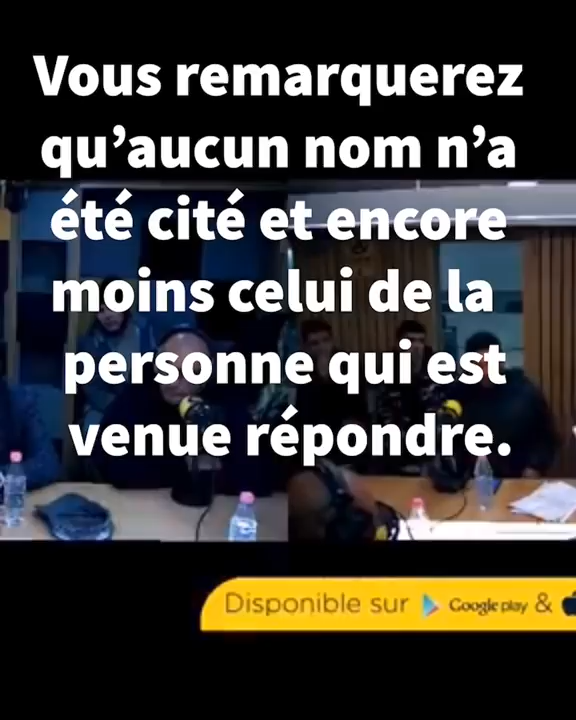 Vous remarquerez
qu’aucun nom n’a
été cité et encore
moins celui de la
personne qui est
venue répondre.
Disponible sur Google play &